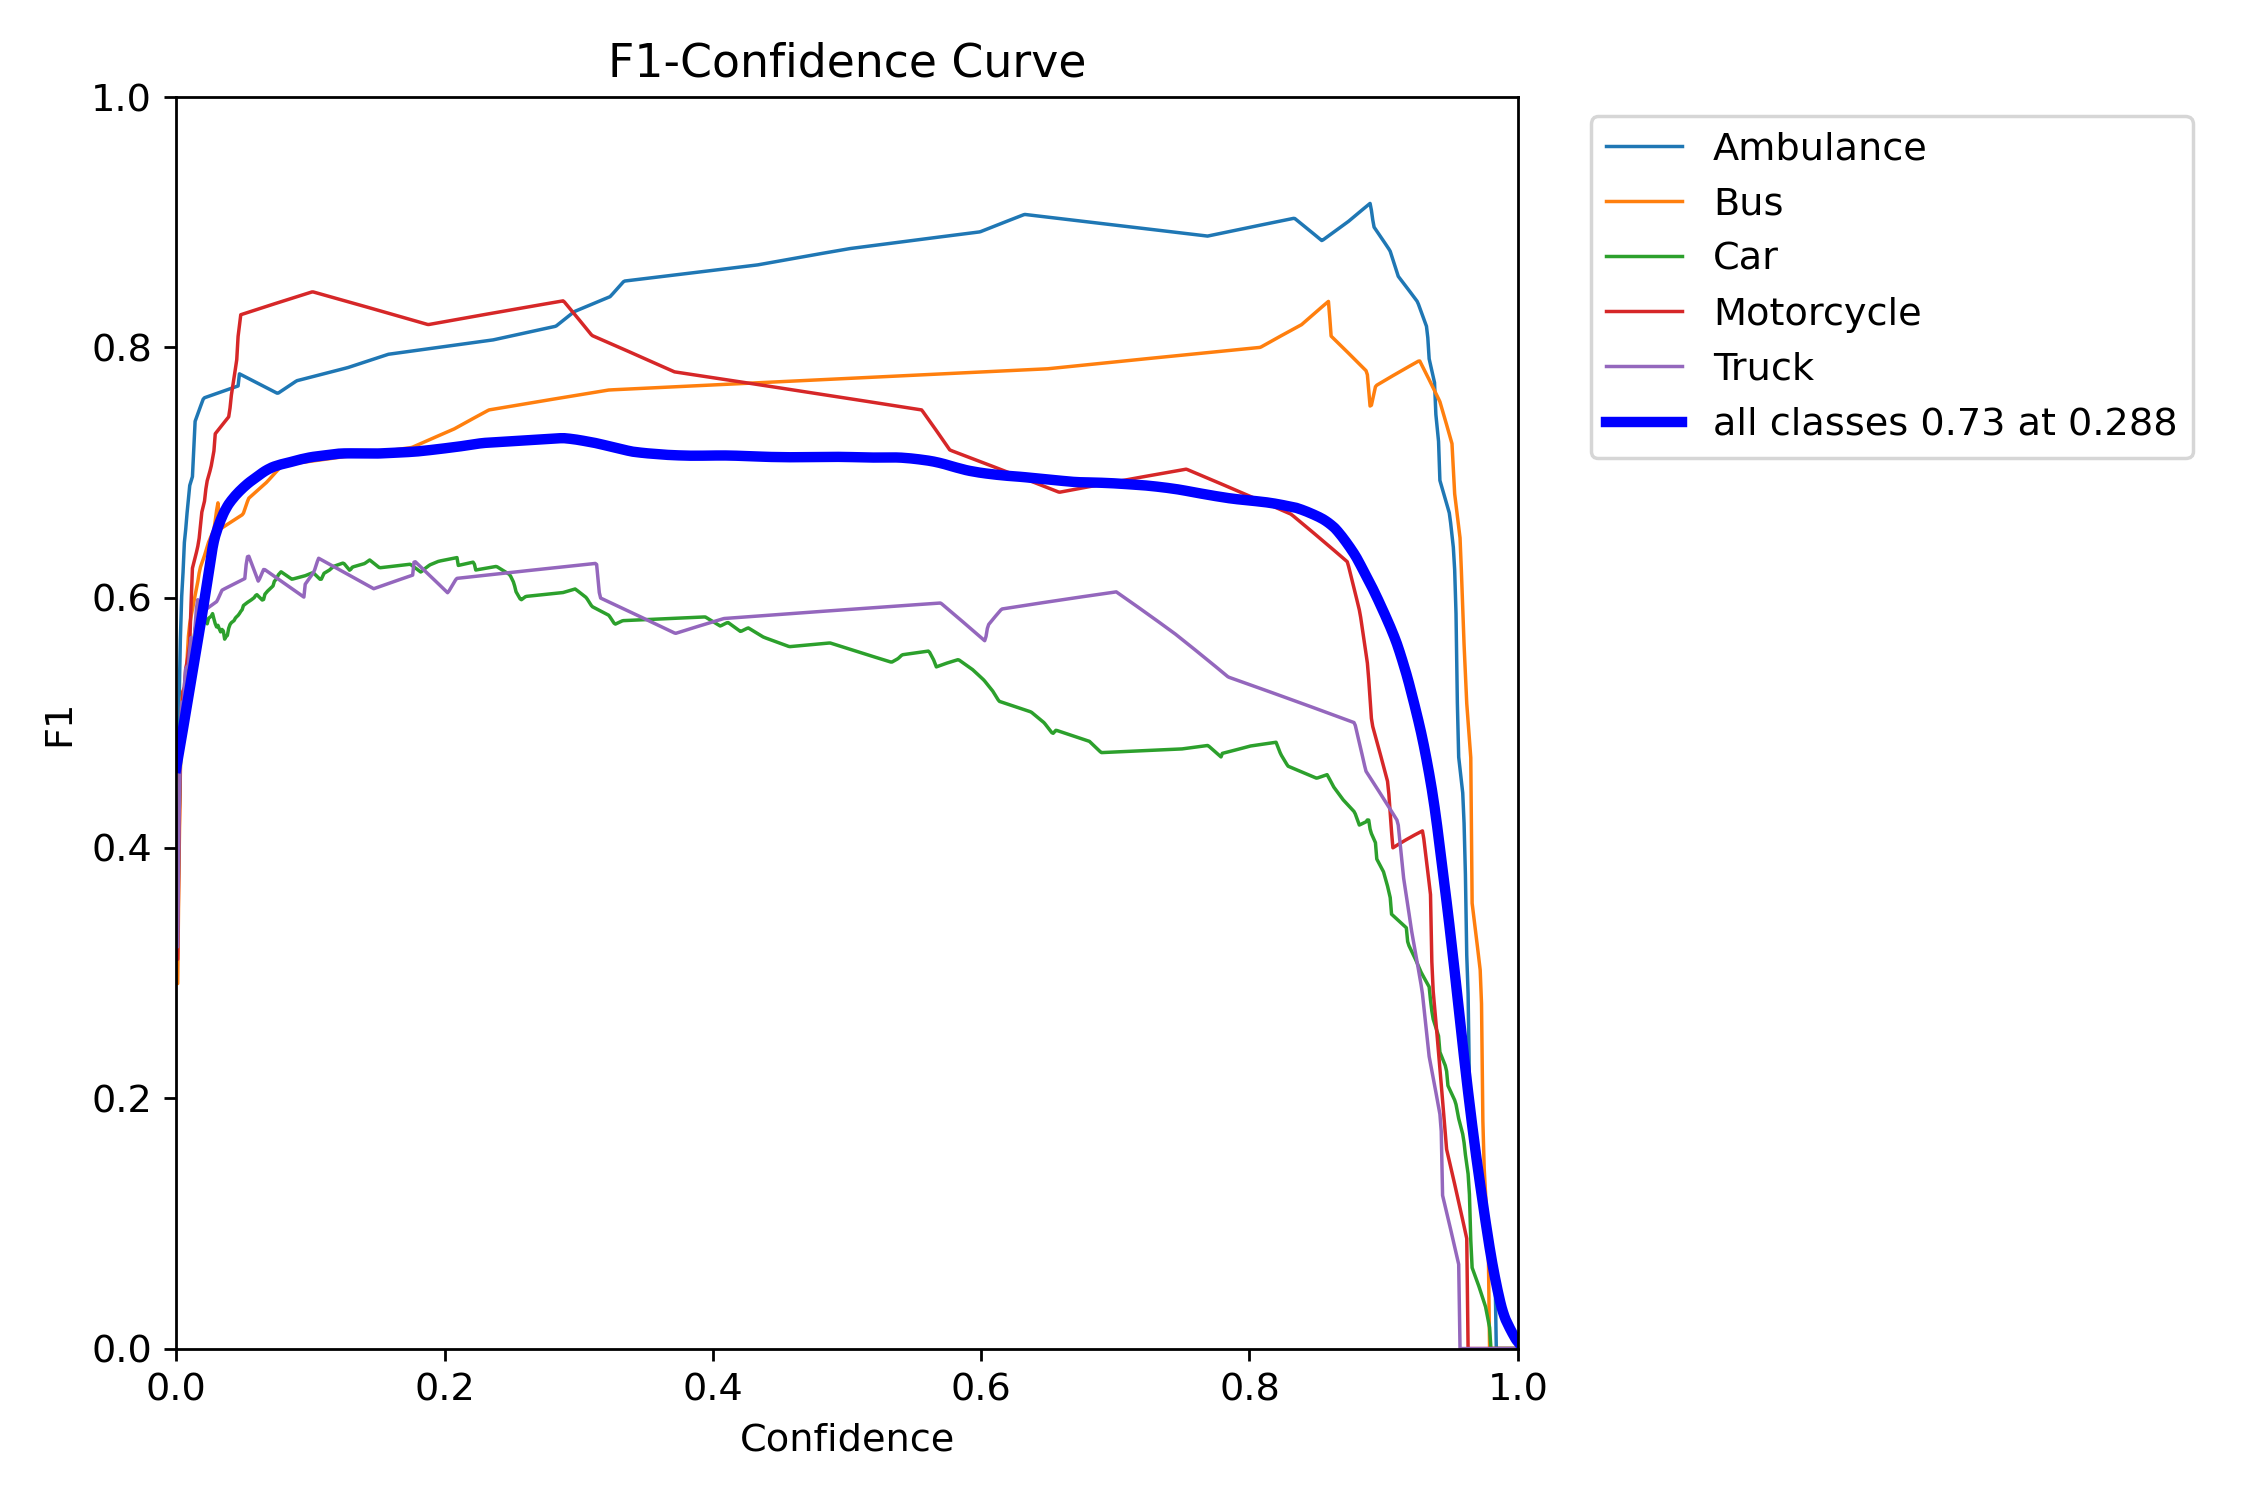 F1-Confidence Curve
1.0
0.8
0.6
0.4
0.2
0.0
F1
0.0 0.2 0.4 0.6 0.8 1.0
Confidence
Ambulance
Bus
Car
Motorcycle
Truck
all classes 0.73 at 0.288